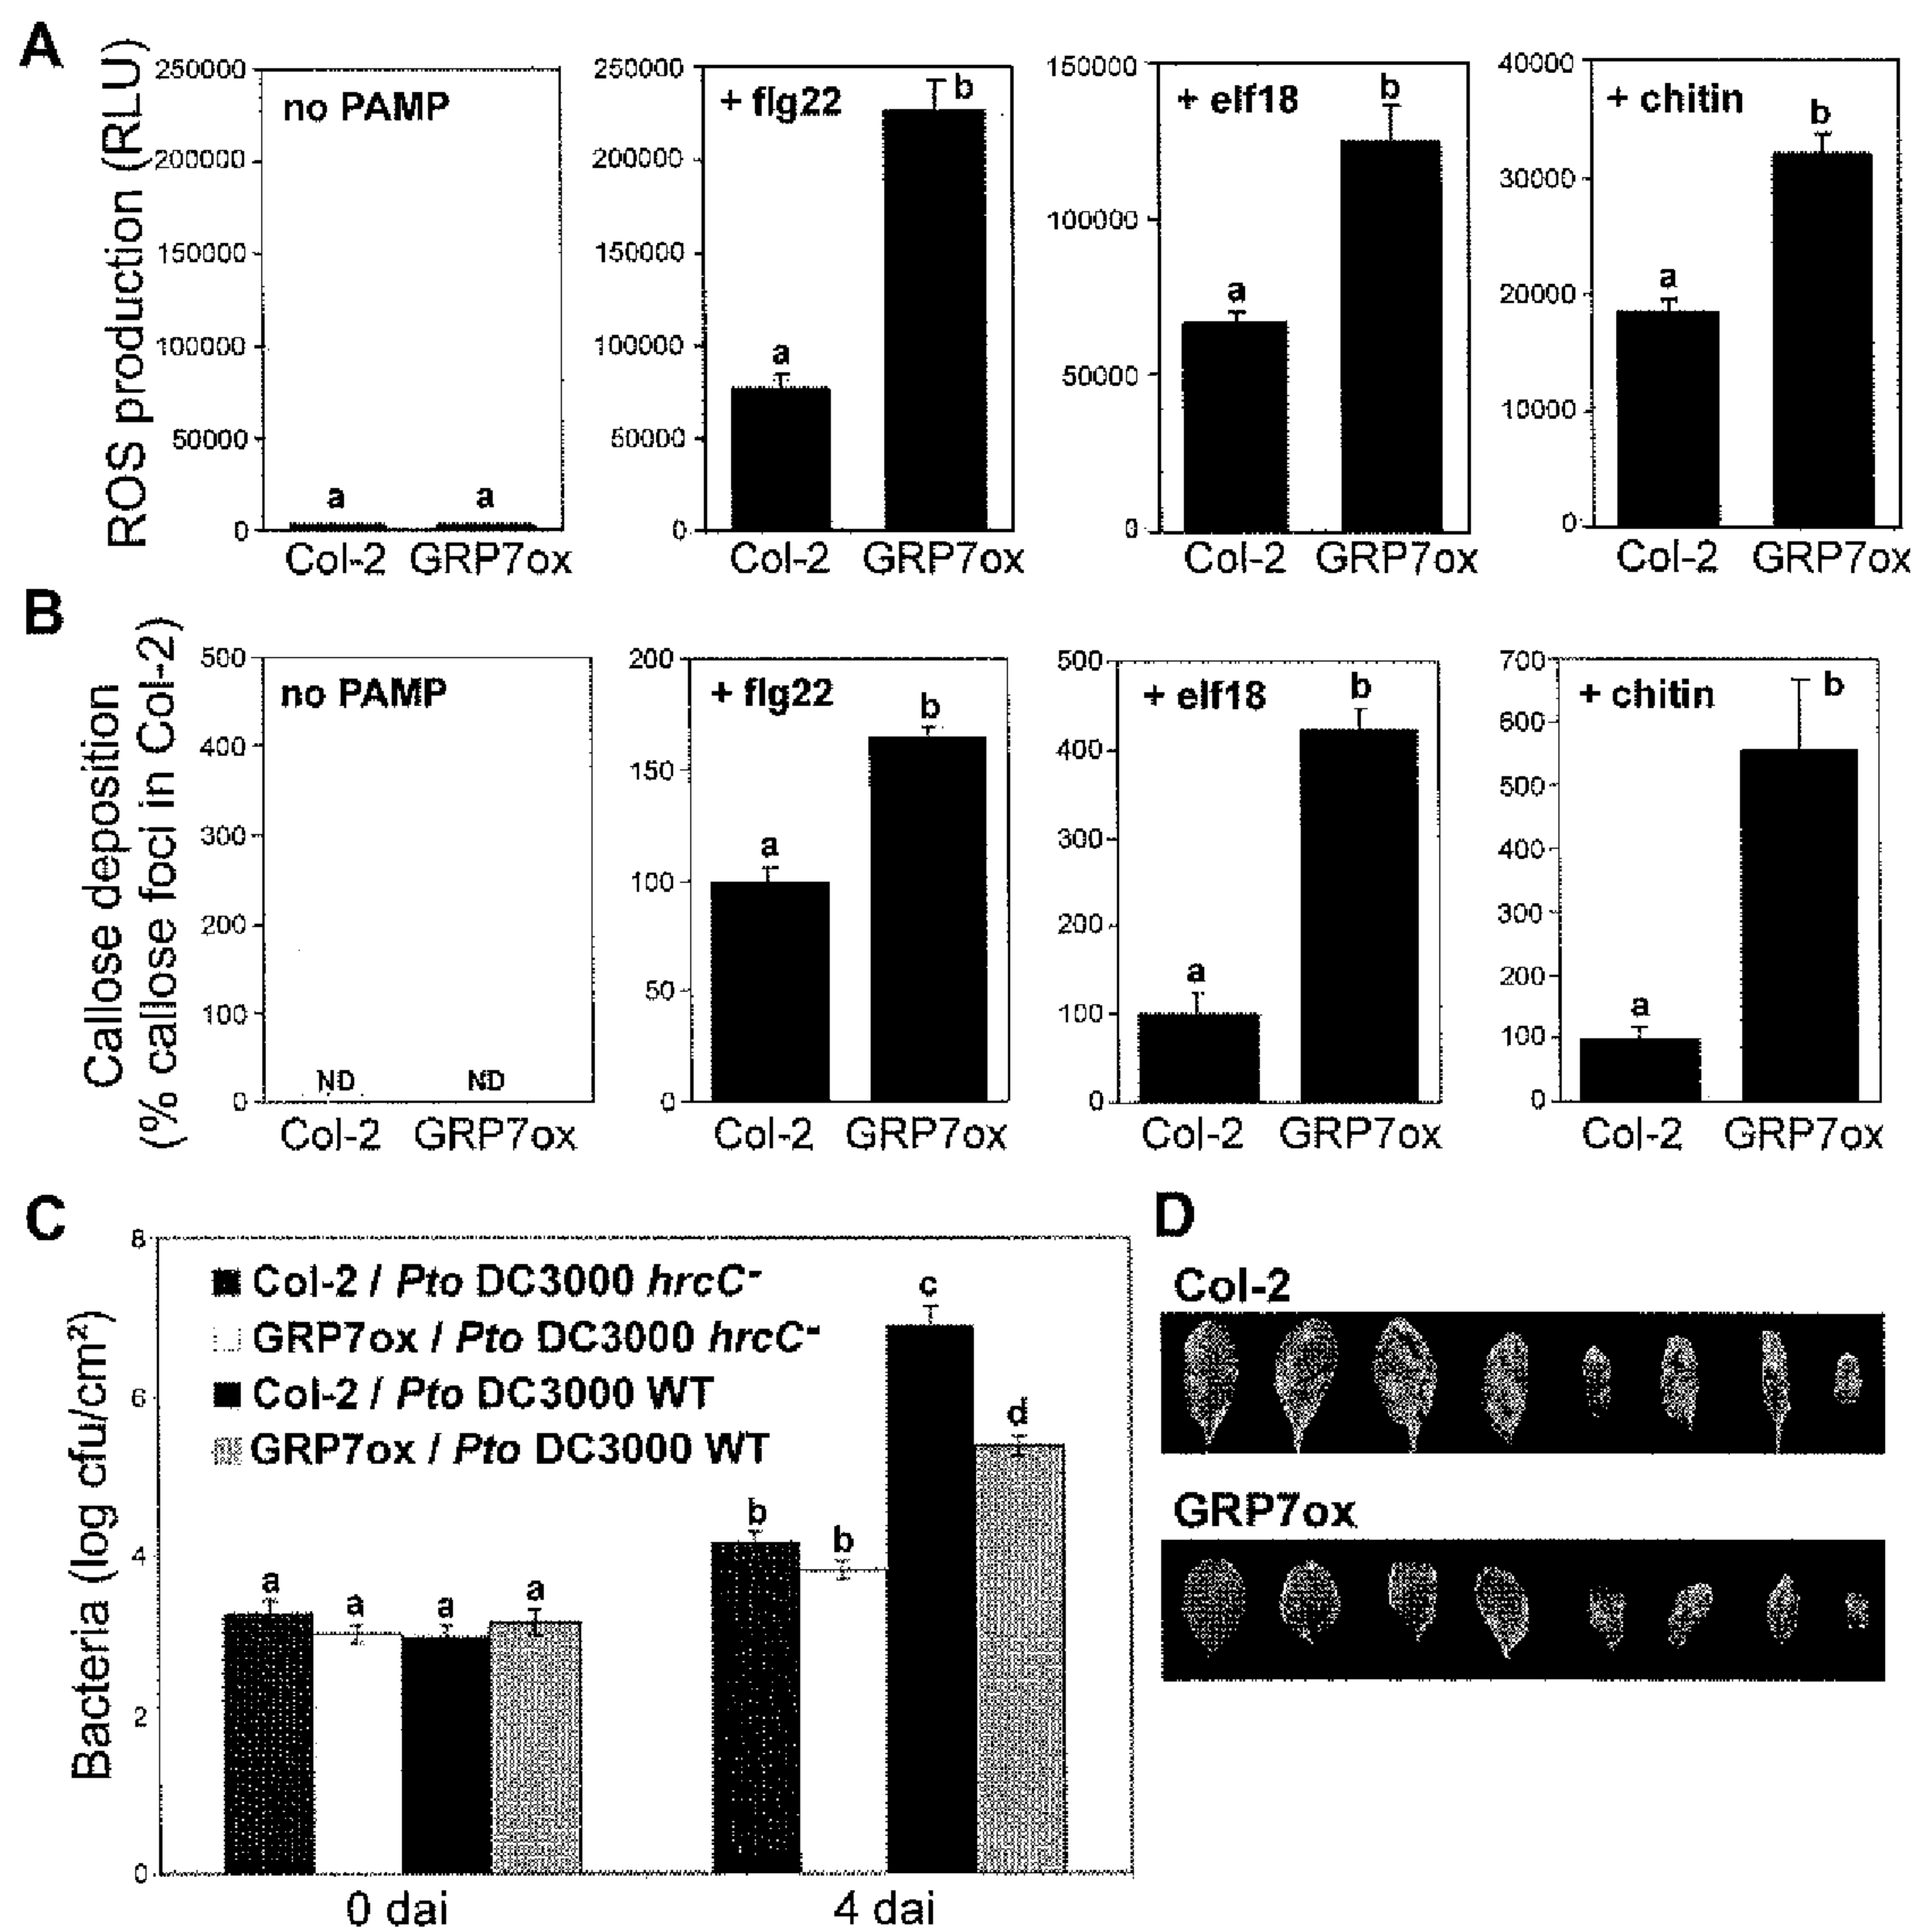 A
ROS production (RLU)
250000
200000
150000
100000
50000
0
no PAMP
a
a
Col-2
GRP7ox
250000
200000
150000
100000
50000
0
+ flg22
a
b
Col-2
GRP7ox
150000
100000
50000
0
+ elf18
a
b
Col-2
GRP7ox
40000
30000
20000
10000
0
+ chitin
a
b
Col-2
GRP7ox
B
Callose deposition
(% callose foci in Col-2)
500
400
300
200
100
0
no PAMP
ND
ND
Col-2
GRP7ox
200
150
100
50
0
+ flg22
a
b
Col-2
GRP7ox
500
400
300
200
100
0
+ elf18
a
b
Col-2
GRP7ox
700
600
500
400
300
200
100
0
+ chitin
a
b
Col-2
GRP7ox
C
Bacteria (log cfu/cm²)
8
6
4
2
0
Col-2 / Pto DC3000 hrcC-
GRP7ox / Pto DC3000 hrcC-
Col-2 / Pto DC3000 WT
GRP7ox / Pto DC3000 WT
a
a
a
a
b
b
c
d
0 dai
4 dai
D
Col-2
GRP7ox